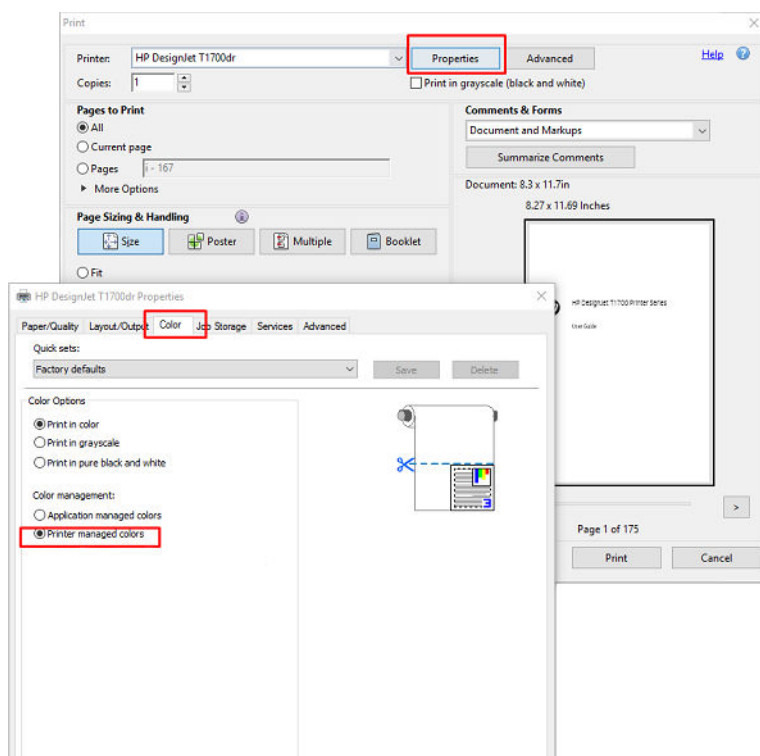 Print
Printer: HP DesignJet T1700dr Properties Advanced Help
Copies: 1 Print in grayscale (black and white)
Pages to Print
All
Current page
Pages i - 167
More Options
Comments & Forms
Document and Markups
Summarize Comments
Page Sizing & Handling
Size Poster Multiple Booklet
Fit
Document: 8.3 x 11.7in
8.27 x 11.69 Inches
HP DesignJet T1700 Printer Series
User Guide
>
Page 1 of 175
Print Cancel
HP DesignJet T1700dr Properties
Paper/Quality Layout/Output Color Job Storage Services Advanced
Quick sets:
Factory defaults Save Delete
Color Options
Print in color
Print in grayscale
Print in pure black and white
Color management:
Application managed colors
Printer managed colors
3